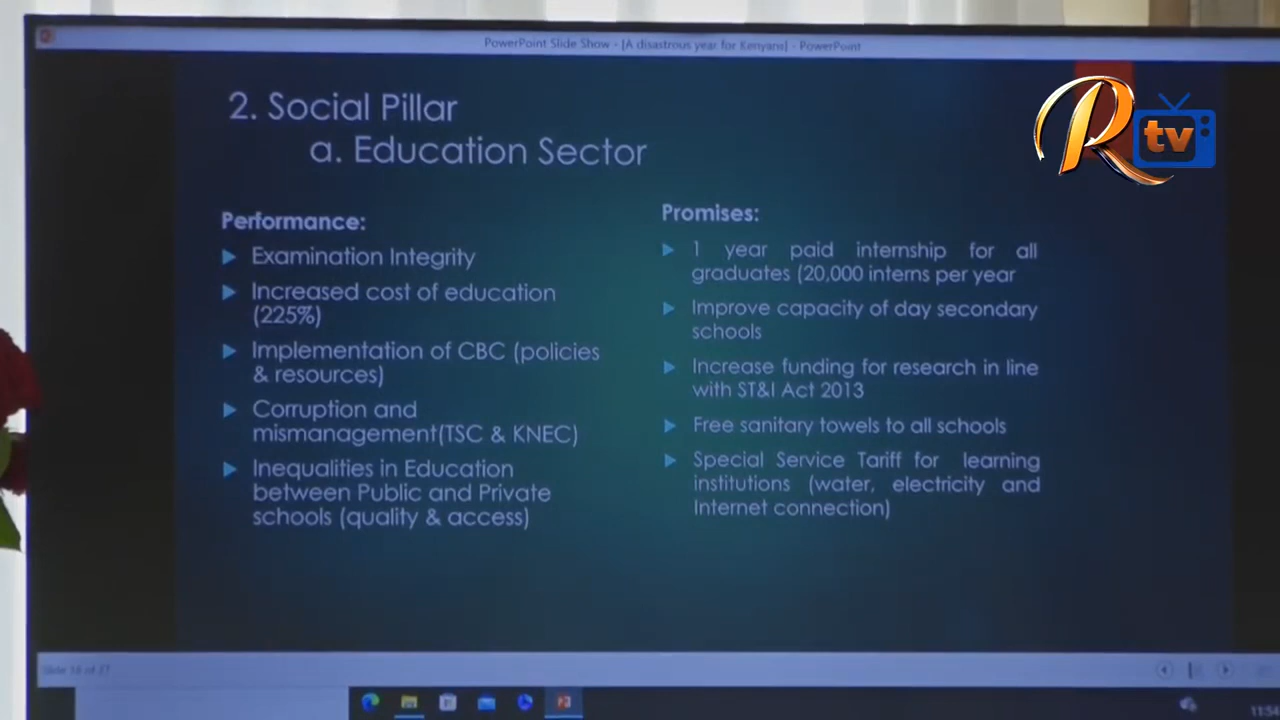 PowerPoint Slide Show - [A disastrous year for Kenyans] - PowerPoint
2. Social Pillar
a. Education Sector
R tv
Performance:
Examination Integrity
Increased cost of education
(225%)
Implementation of CBC (policies
& resources)
Corruption and
mismanagement(TSC & KNEC)
Inequalities in Education
between Public and Private
schools (quality & access)
Promises:
1 year paid internship for all
graduates (20,000 interns per year
Improve capacity of day secondary
schools
Increase funding for research in line
with ST&I Act 2013
Free sanitary towels to all schools
Special Service Tariff for learning
institutions (water, electricity and
Internet connection)